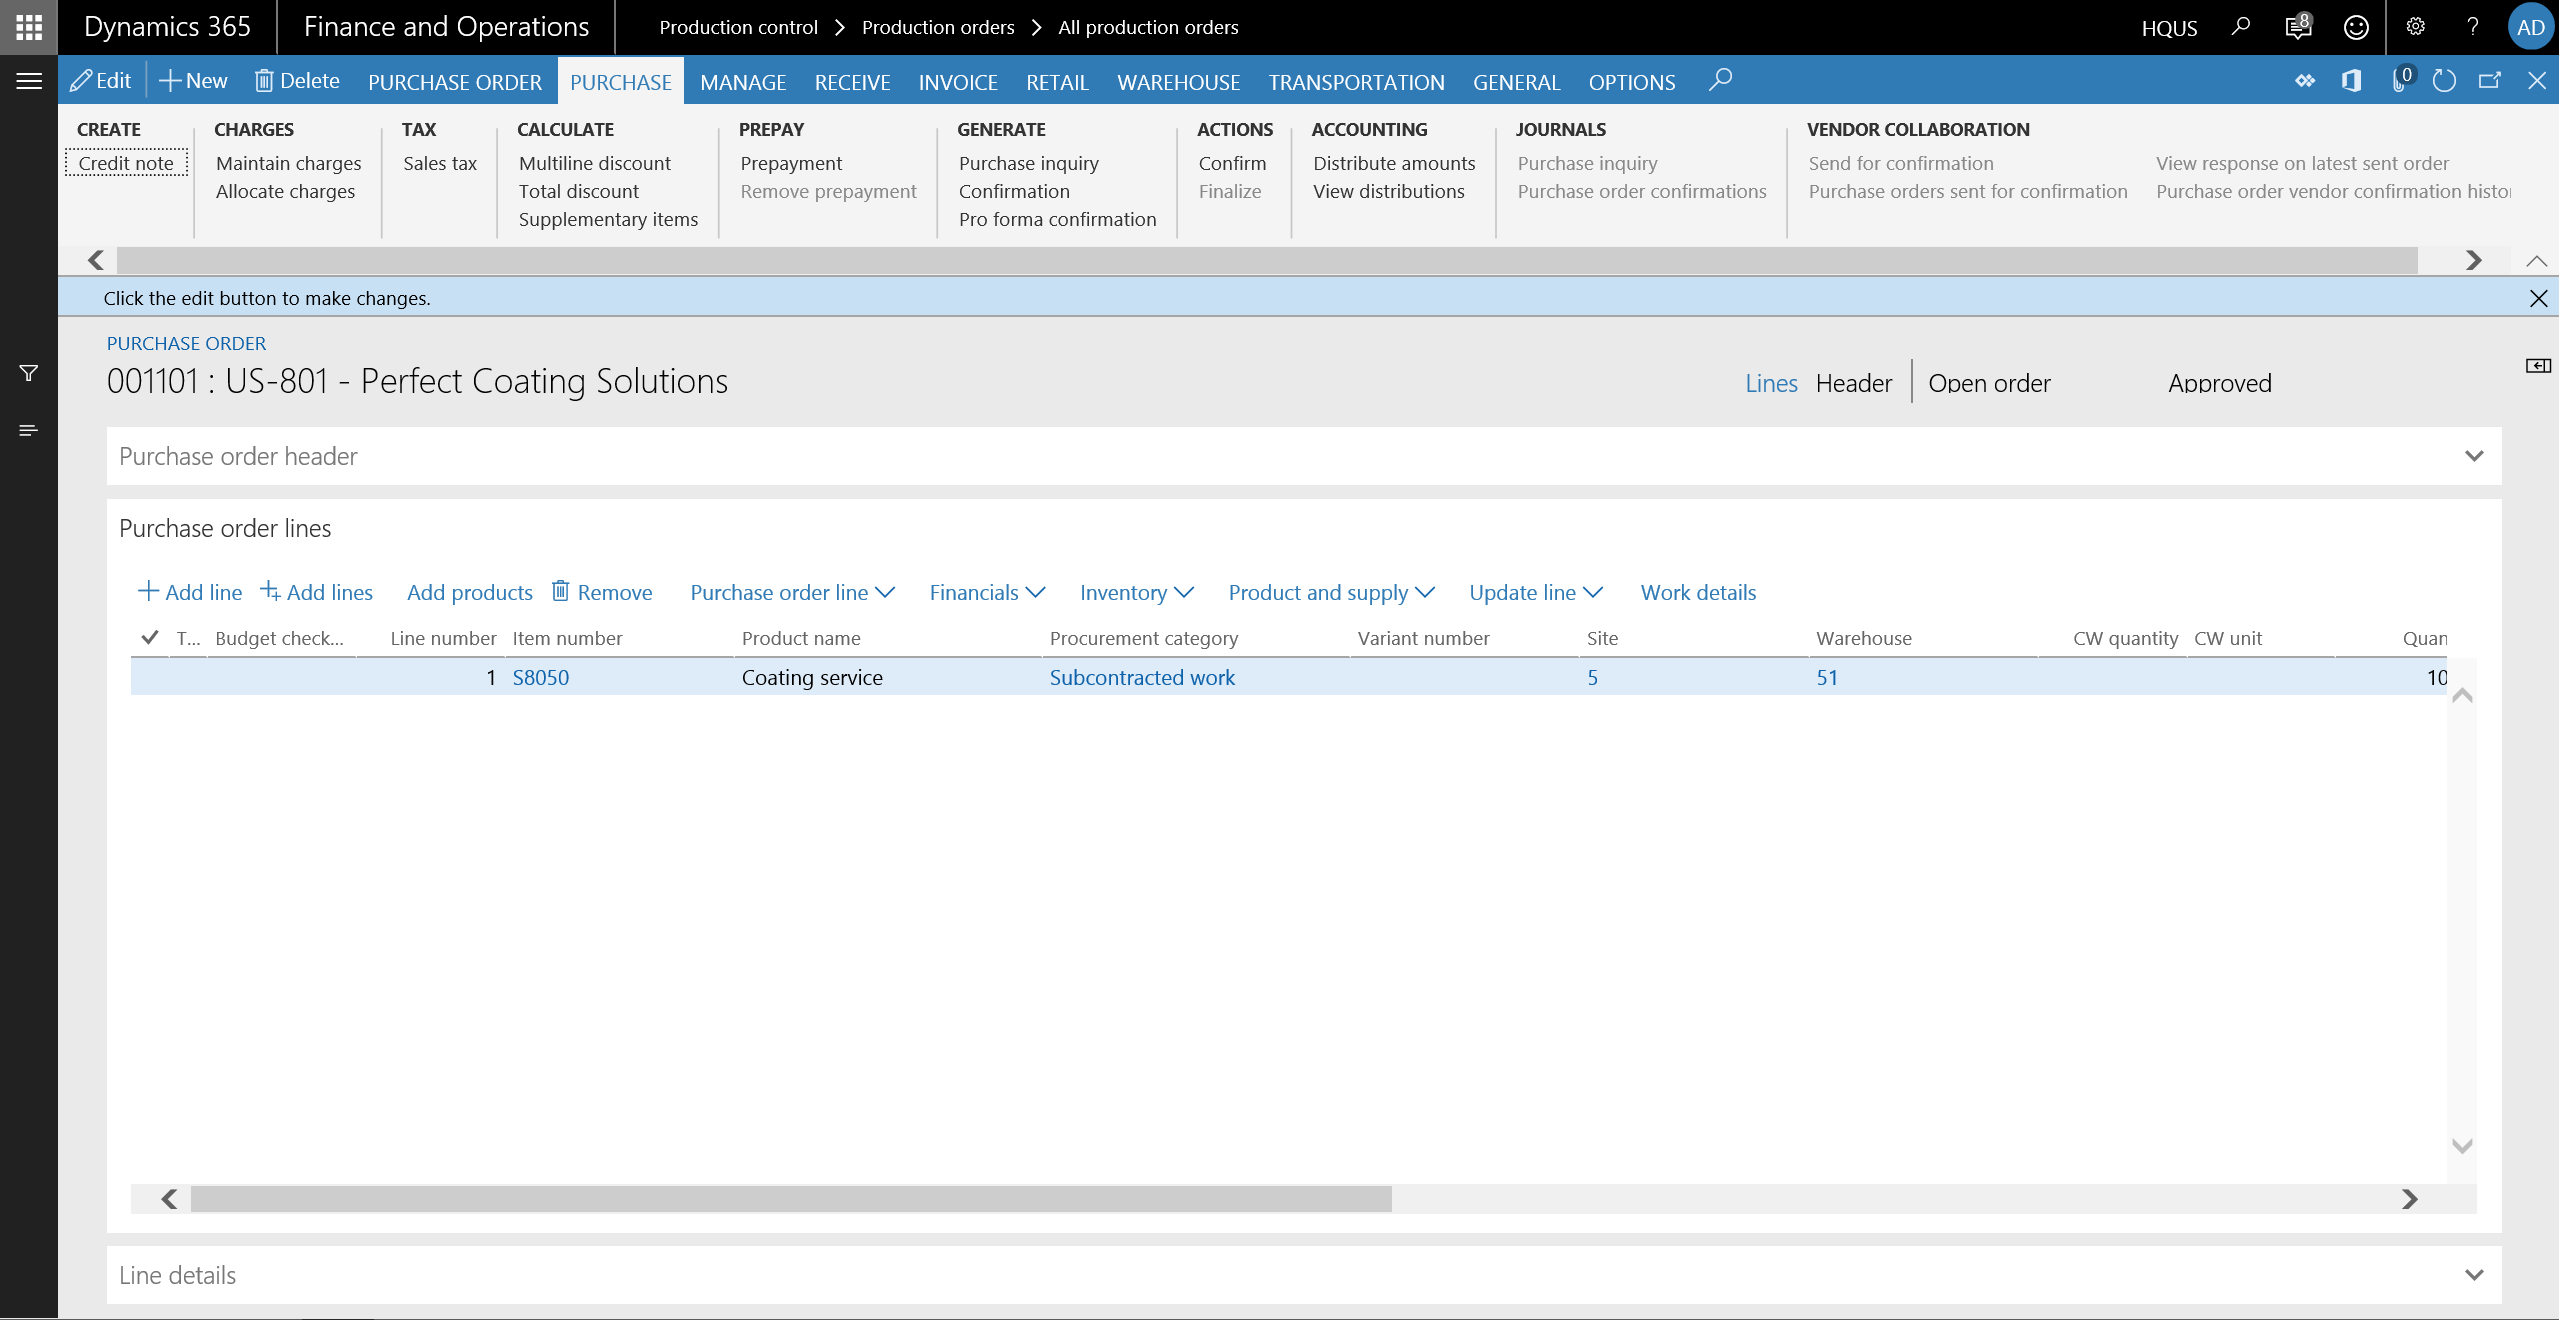 Dynamics 365 Finance and Operations Production control Production orders All production orders HQUS 8 ? AD
Edit New Delete PURCHASE ORDER PURCHASE MANAGE RECEIVE INVOICE RETAIL WAREHOUSE TRANSPORTATION GENERAL OPTIONS 0
CREATE CHARGES TAX CALCULATE PREPAY GENERATE ACTIONS ACCOUNTING JOURNALS VENDOR COLLABORATION
Credit note Maintain charges Sales tax Multiline discount Prepayment Purchase inquiry Confirm Distribute amounts Purchase inquiry Send for confirmation View response on latest sent order
Allocate charges Total discount Remove prepayment Confirmation Finalize View distributions Purchase order confirmations Purchase orders sent for confirmation Purchase order vendor confirmation histor
Supplementary items Pro forma confirmation
Click the edit button to make changes.
PURCHASE ORDER
001101 : US-801 - Perfect Coating Solutions Lines Header Open order Approved
Purchase order header
Purchase order lines
Add line Add lines Add products Remove Purchase order line Financials Inventory Product and supply Update line Work details
T... Budget check... Line number Item number Product name Procurement category Variant number Site Warehouse CW quantity CW unit Quan
1 S8050 Coating service Subcontracted work 5 51 10
Line details